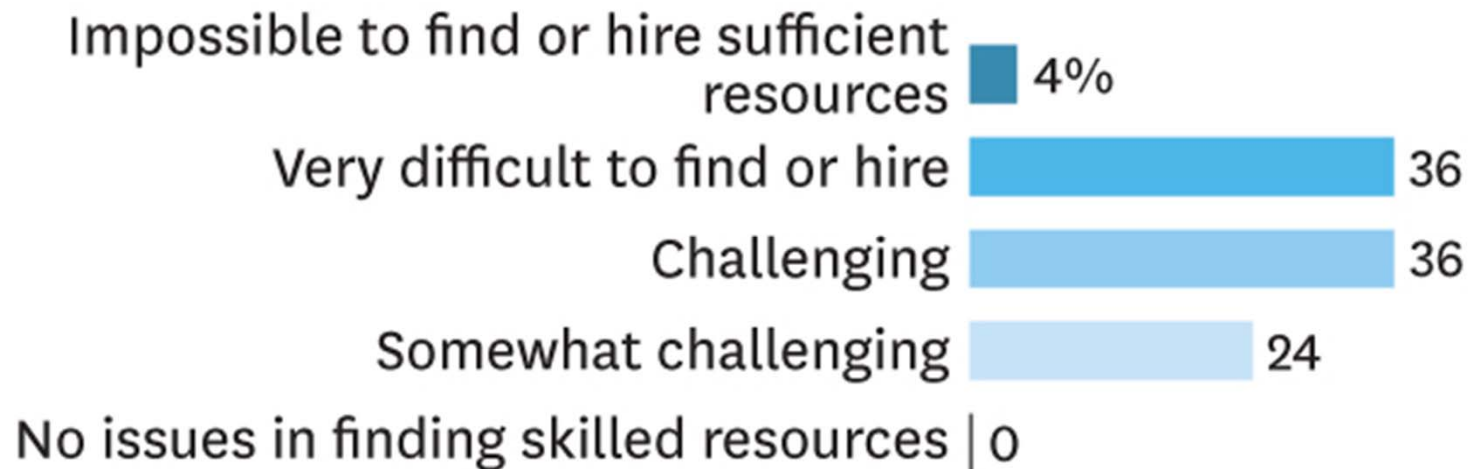 Impossible to find or hire sufficient
resources 4%
Very difficult to find or hire 36
Challenging 36
Somewhat challenging 24
No issues in finding skilled resources 0